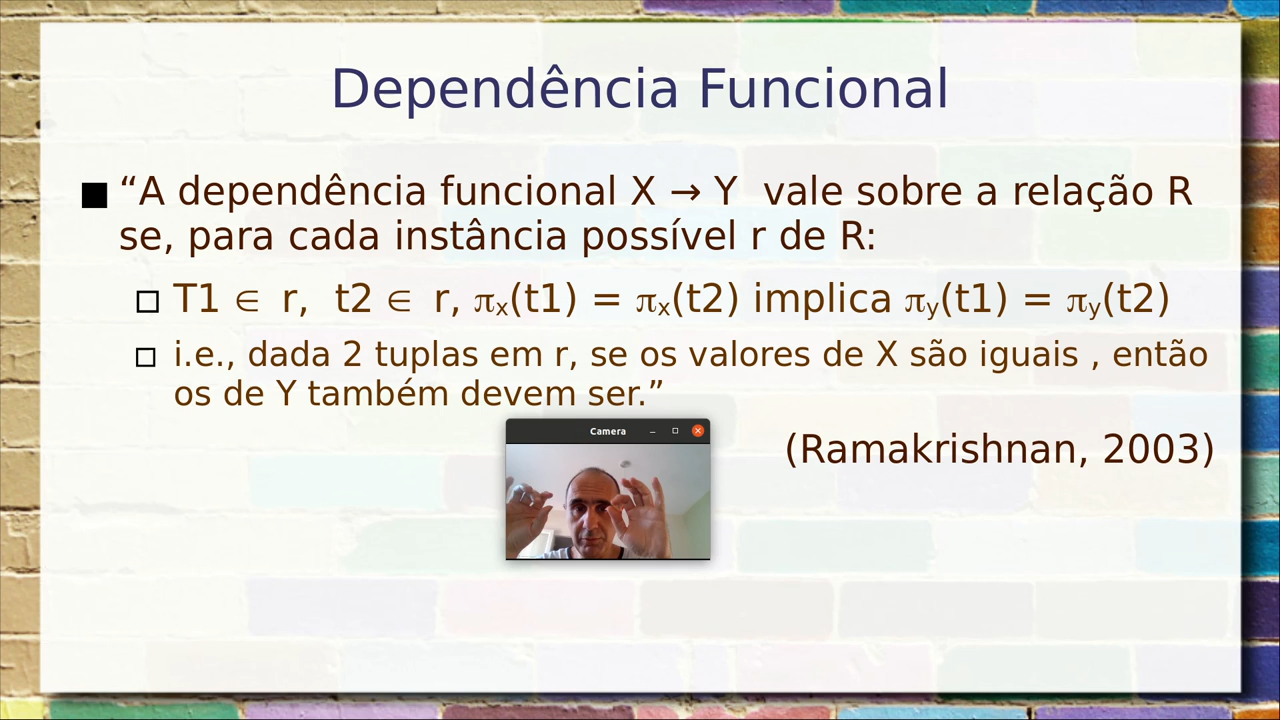 Dependência Funcional
“A dependência funcional X → Y vale sobre a relação R
se, para cada instância possível r de R:
T1 ∈ r, t2 ∈ r, πx(t1) = πx(t2) implica πy(t1) = πy(t2)
i.e., dada 2 tuplas em r, se os valores de X são iguais , então
os de Y também devem ser.”
Camera
(Ramakrishnan, 2003)